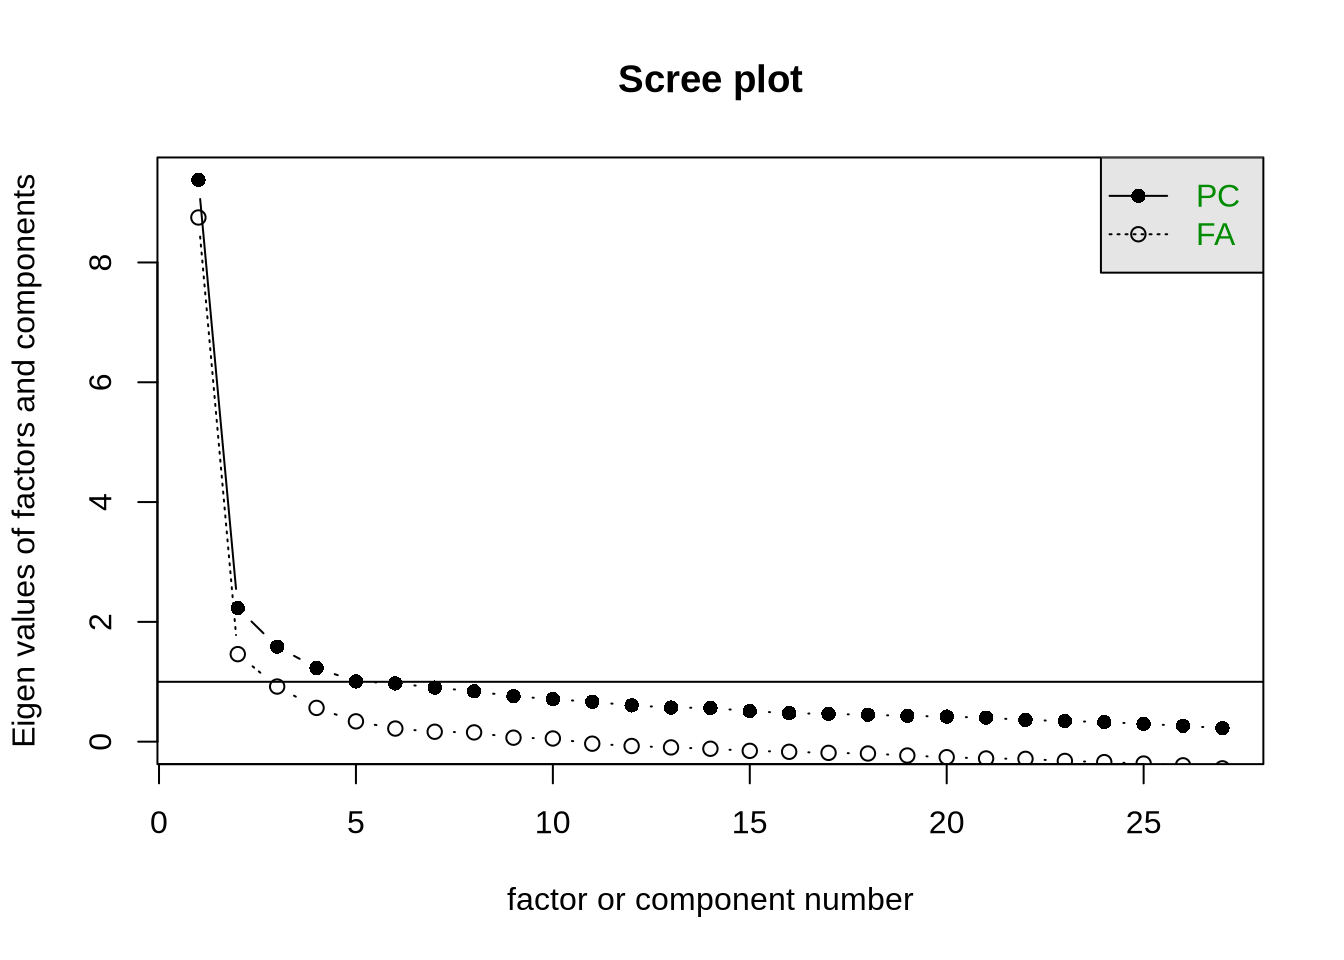 Scree plot
PC
FA
Eigen values of factors and components
8
6
4
2
0
0 5 10 15 20 25
factor or component number